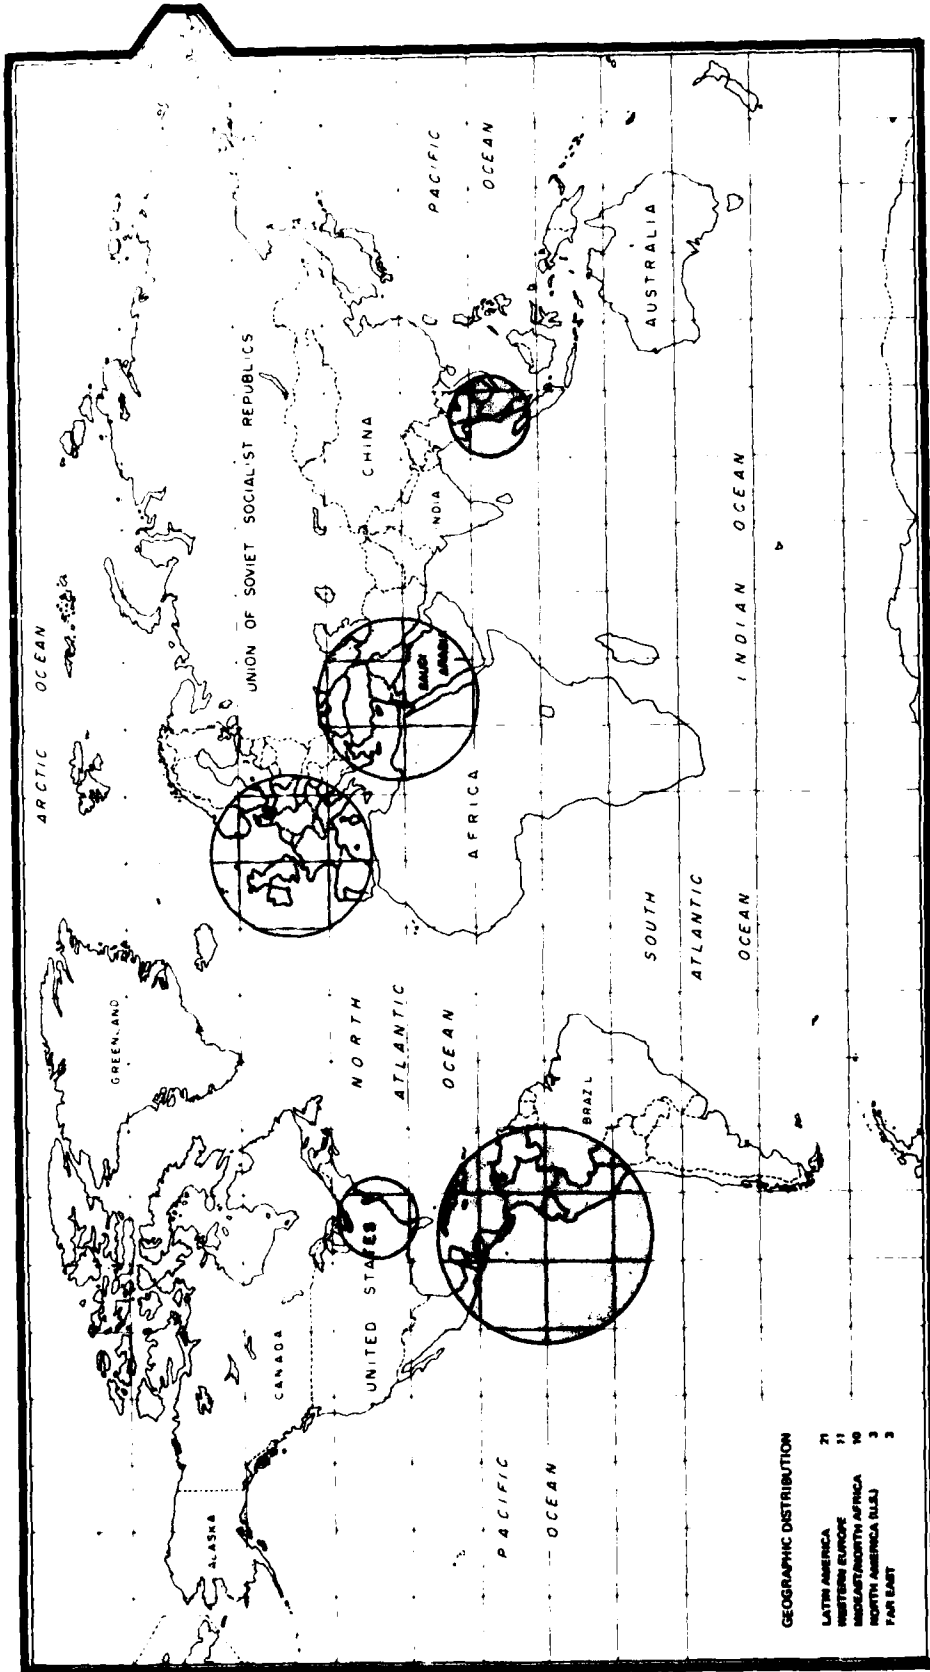 ARCTIC OCEAN
GREENLAND
ALASKA
CANADA
UNITED STATES
NORTH
ATLANTIC
OCEAN
UNION OF SOVIET SOCIALIST REPUBLICS
CHINA
INDIA
SAUDI
ARABIA
AFRICA
PACIFIC
OCEAN
PACIFIC
OCEAN
BRAZIL
SOUTH
ATLANTIC
OCEAN
INDIAN OCEAN
AUSTRALIA
GEOGRAPHIC DISTRIBUTION
LATIN AMERICA 21
WESTERN EUROPE 11
MIDEAST/NORTH AFRICA 10
NORTH AMERICA (U.S.) 3
FAR EAST 3